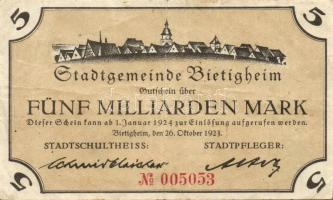 5 5
Stadtgemeinde Bietigheim
Gutschein über
FÜNF MILLIARDEN MARK
Dieser Schein kann ab 1. Januar 1924 zur Einlösung aufgerufen werden.
Bietigheim, den 26. Oktober 1923.
STADTSCHULTHEISS: STADTPFLEGER:
№ 005053
5 5